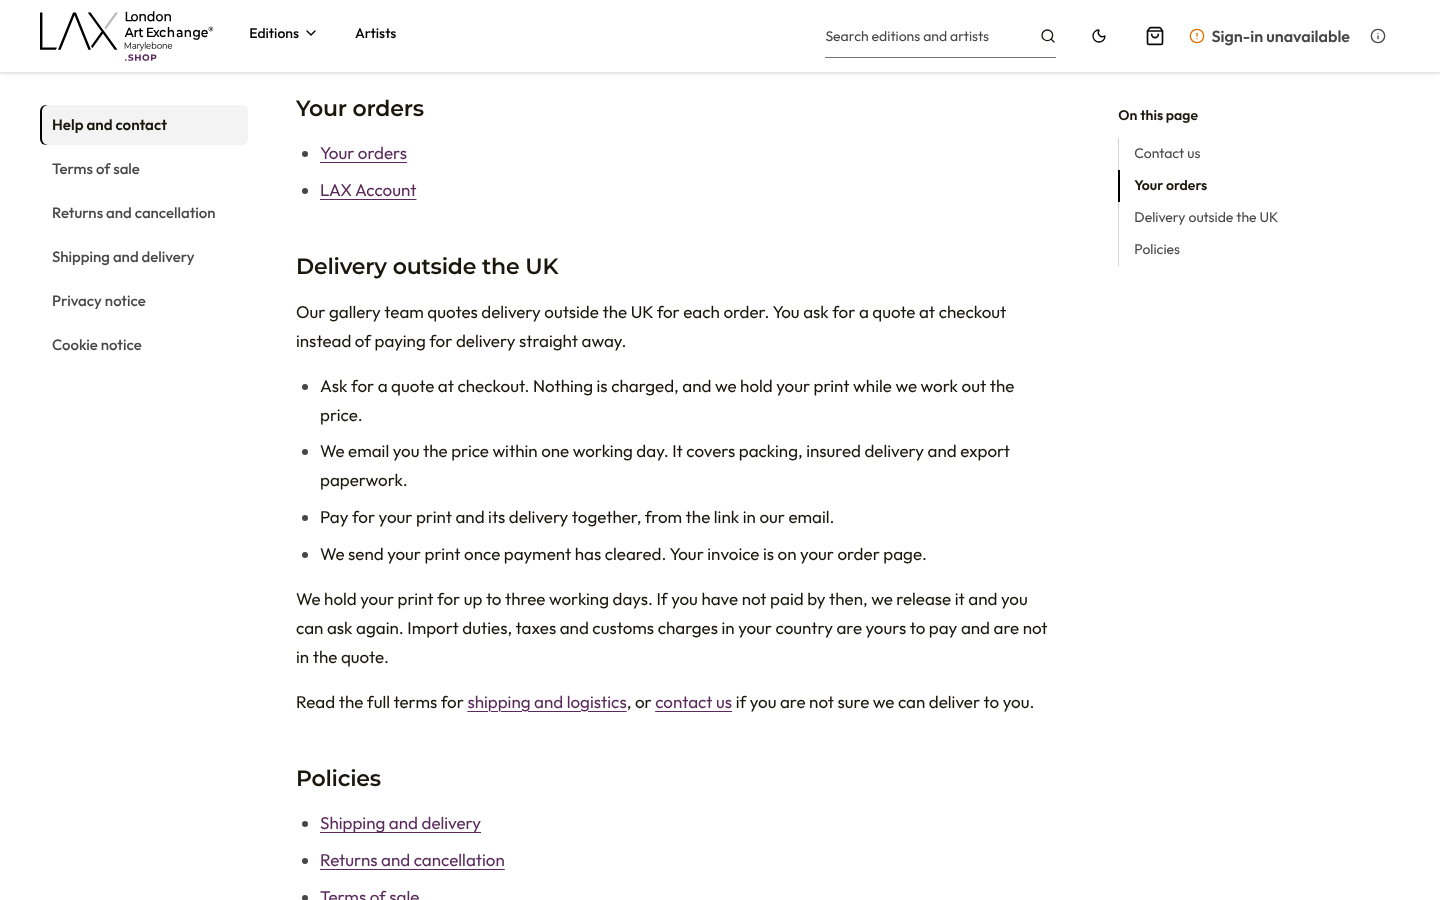 London
Art Exchange®
Marylebone
.SHOP
Editions
Artists
Search editions and artists
Sign-in unavailable
Help and contact
Terms of sale
Returns and cancellation
Shipping and delivery
Privacy notice
Cookie notice
Your orders
Your orders
LAX Account
Delivery outside the UK
Our gallery team quotes delivery outside the UK for each order. You ask for a quote at checkout
instead of paying for delivery straight away.
Ask for a quote at checkout. Nothing is charged, and we hold your print while we work out the
price.
We email you the price within one working day. It covers packing, insured delivery and export
paperwork.
Pay for your print and its delivery together, from the link in our email.
We send your print once payment has cleared. Your invoice is on your order page.
We hold your print for up to three working days. If you have not paid by then, we release it and you
can ask again. Import duties, taxes and customs charges in your country are yours to pay and are not
in the quote.
Read the full terms for shipping and logistics, or contact us if you are not sure we can deliver to you.
Policies
Shipping and delivery
Returns and cancellation
Terms of sale
On this page
Contact us
Your orders
Delivery outside the UK
Policies